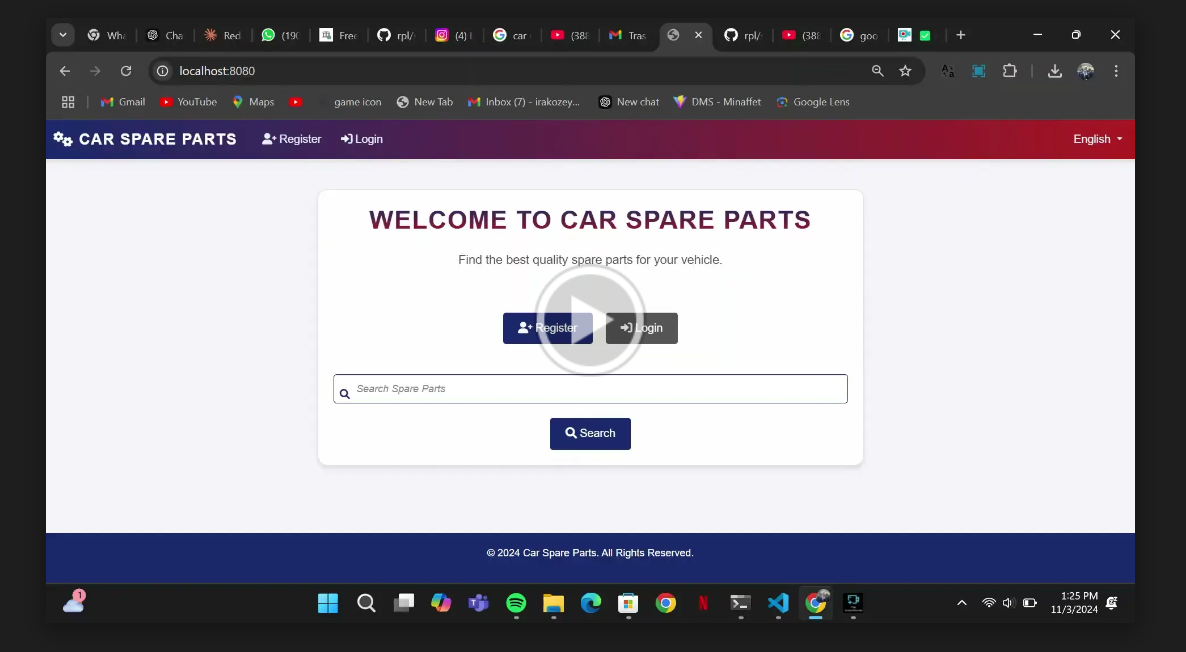 Wha
Cha
Red
(190
Free
rpl/
(4) I
car
(388
Tras
rpl/
(388
goo
localhost:8080
Gmail
YouTube
Maps
game icon
New Tab
Inbox (7) - irakozey...
New chat
DMS - Minaffet
Google Lens
CAR SPARE PARTS
Register
Login
English
WELCOME TO CAR SPARE PARTS
Find the best quality spare parts for your vehicle.
Register
Login
Search Spare Parts
Search
© 2024 Car Spare Parts. All Rights Reserved.
1
1:25 PM
11/3/2024